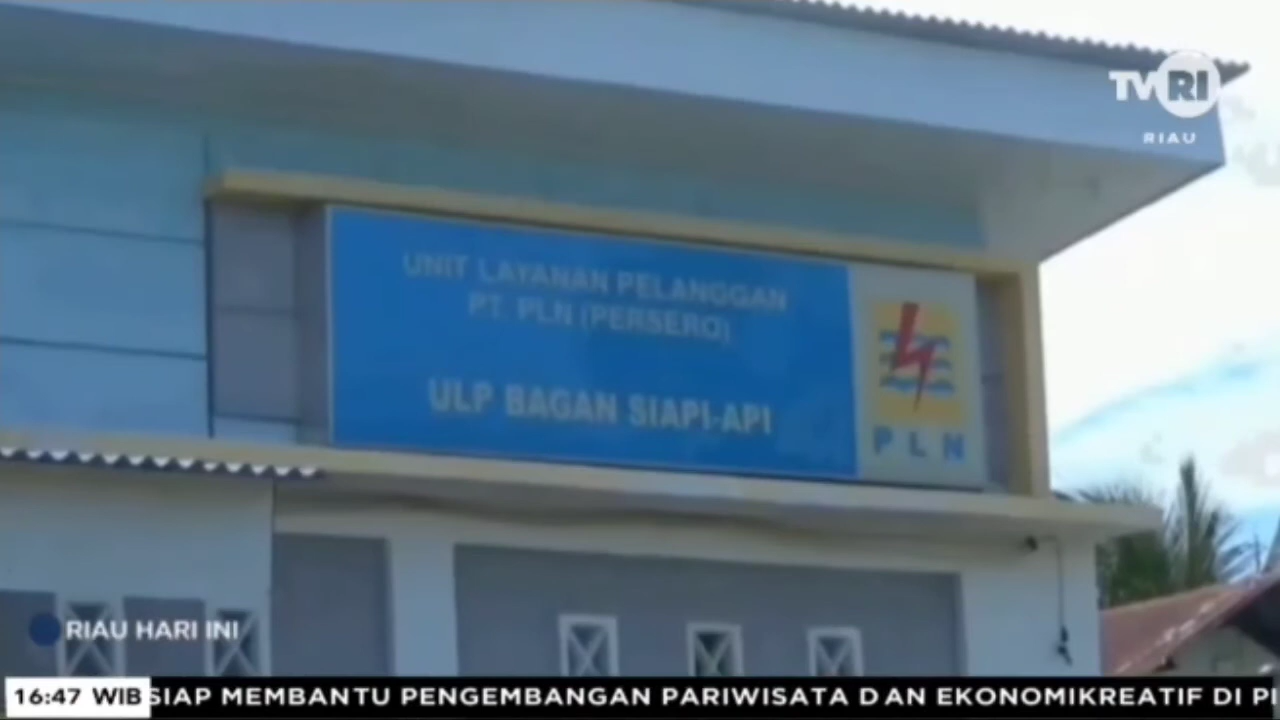 TVRI
RIAU
UNIT LAYANAN PELANGGAN
PT. PLN (PERSERO)
ULP BAGAN SIAPI-API
PLN
RIAU HARI INI
16:47 WIB
SIAP MEMBANTU PENGEMBANGAN PARIWISATA DAN EKONOMIKREATIF DI